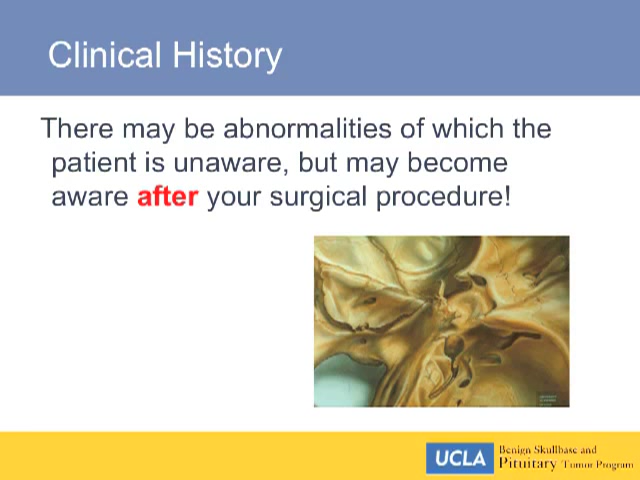 Clinical History
There may be abnormalities of which the
patient is unaware, but may become
aware after your surgical procedure!
UCLA
Benign Skullbase and
Pituitary Tumor Program